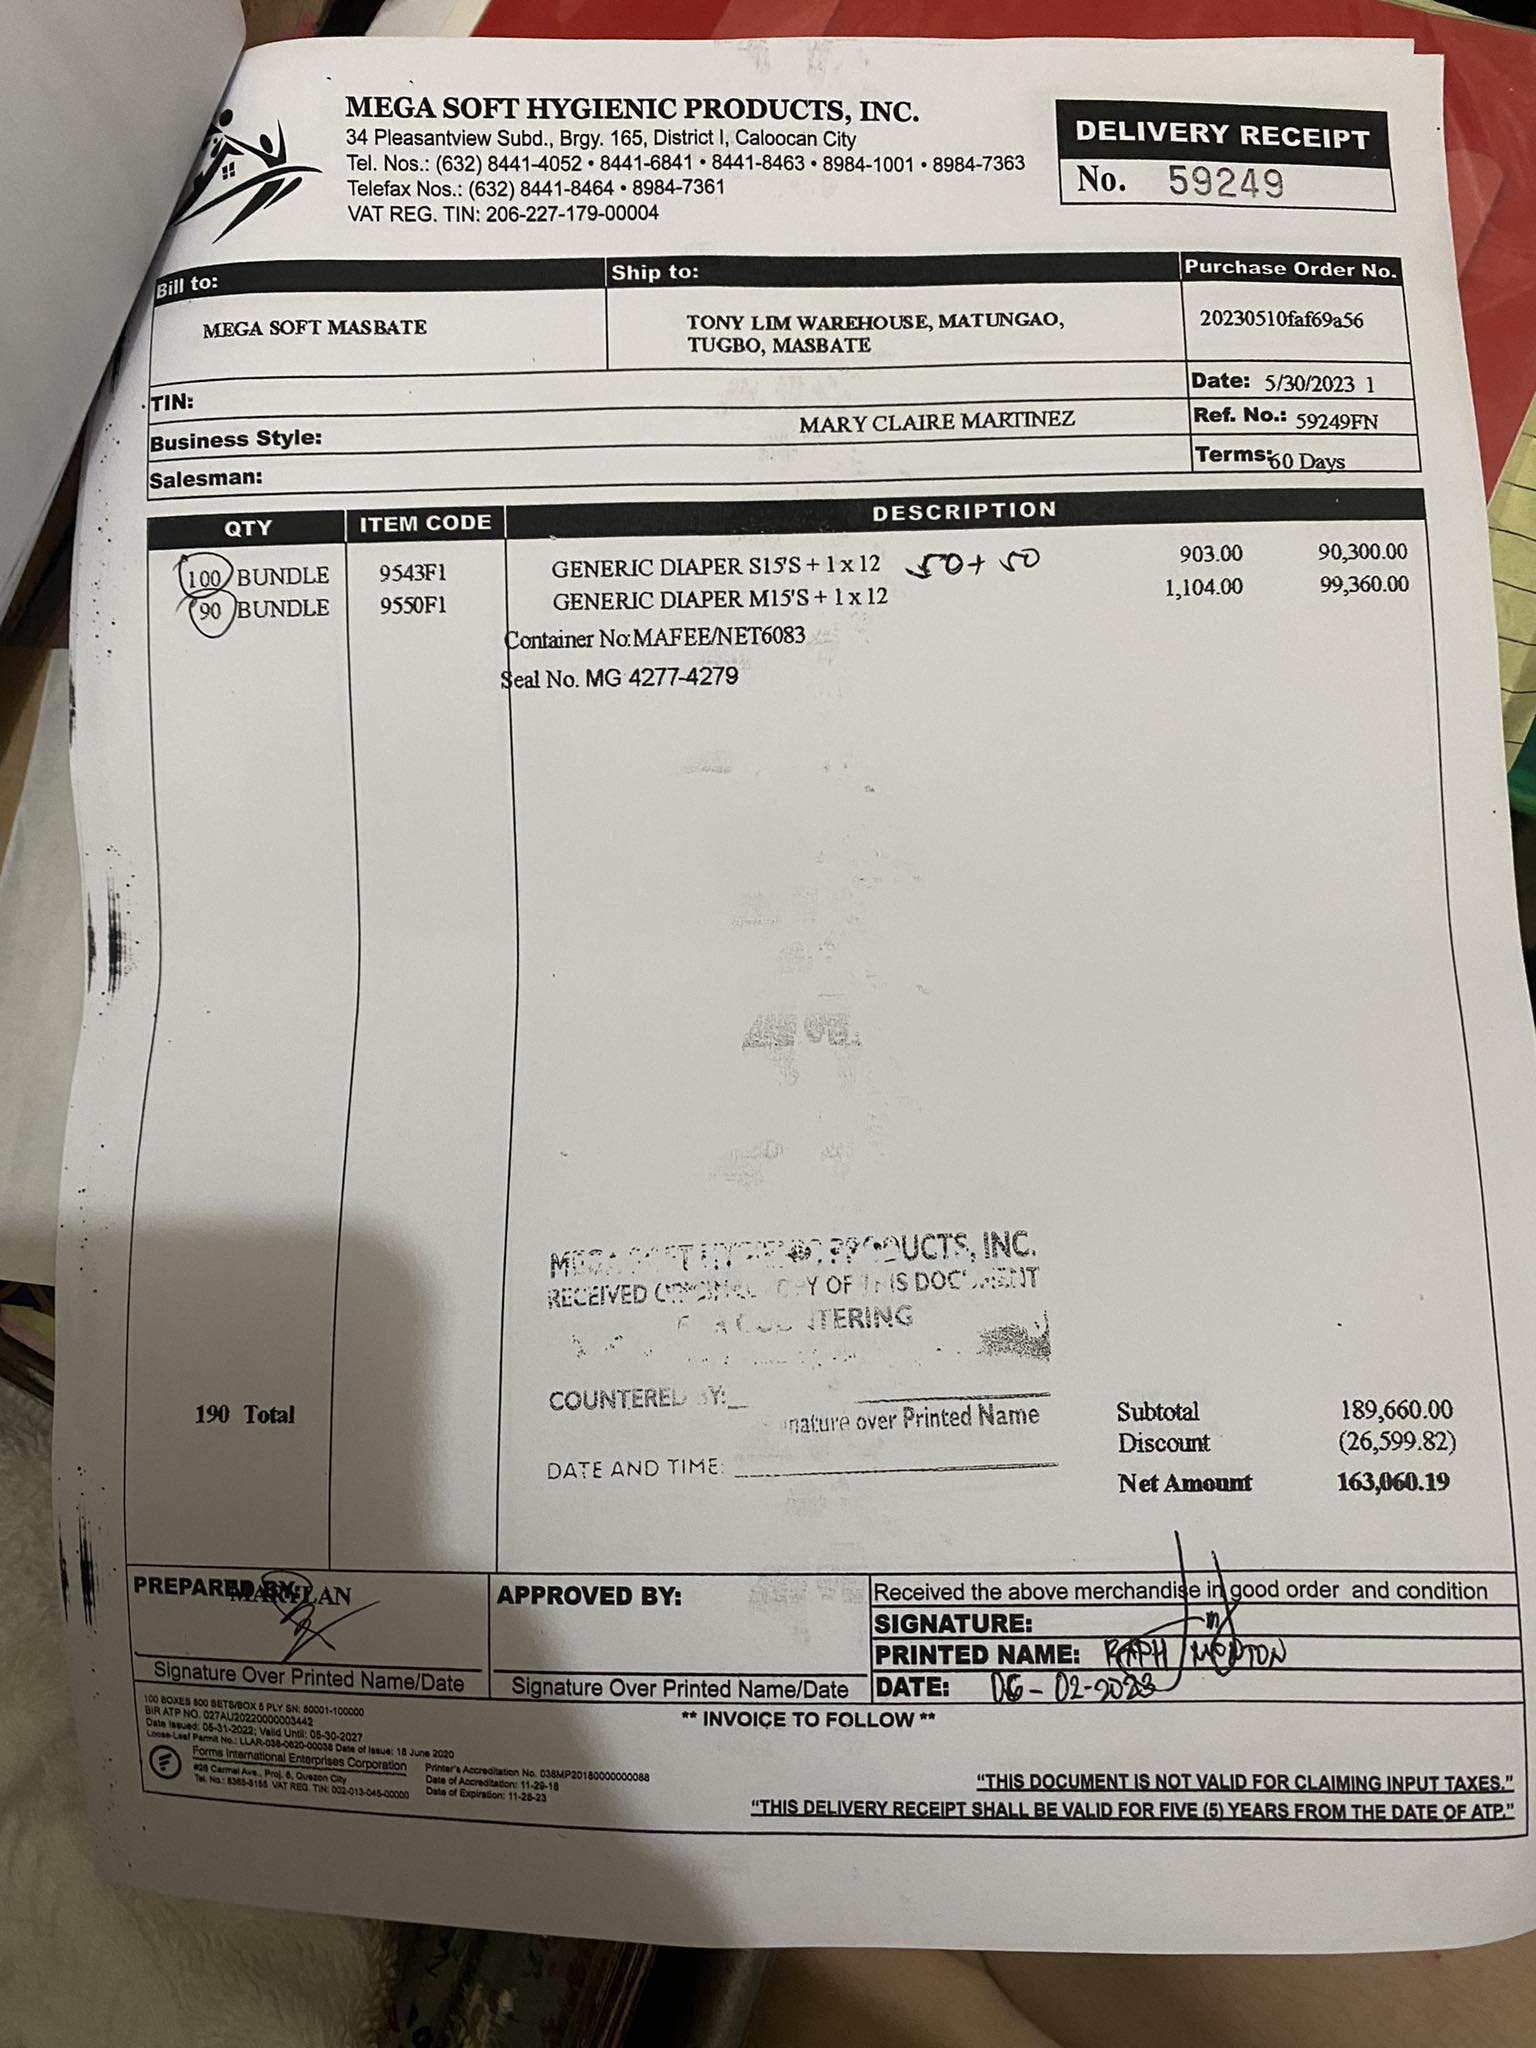 MEGA SOFT HYGIENIC PRODUCTS, INC.
34 Pleasantview Subd., Brgy. 165, District I, Caloocan City
Tel. Nos.: (632) 8441-4052 • 8441-6841 • 8441-8463 • 8984-1001 • 8984-7363
Telefax Nos.: (632) 8441-8464 • 8984-7361
VAT REG. TIN: 206-227-179-00004
DELIVERY RECEIPT
No. 59249
Bill to: Ship to: Purchase Order No.
MEGA SOFT MASBATE
TONY LIM WAREHOUSE, MATUNGAO,
TUGBO, MASBATE
20230510faf69a56
TIN:
Date: 5/30/2023 1
Business Style: MARY CLAIRE MARTINEZ
Ref. No.: 59249FN
Salesman:
Terms: 60 Days
QTY ITEM CODE DESCRIPTION
100 BUNDLE 9543F1 GENERIC DIAPER S15'S + 1 x 12 50 + 50 903.00 90,300.00
90 BUNDLE 9550F1 GENERIC DIAPER M15'S + 1 x 12 1,104.00 99,360.00
Container No: MAFEE/NET6083
Seal No. MG 4277-4279
PRODUCTS, INC.
RECEIVED COPY OF THIS DOCUMENT
COUNTERING
COUNTERED BY:
Signature over Printed Name
DATE AND TIME:
190 Total
Subtotal 189,660.00
Discount (26,599.82)
Net Amount 163,060.19
PREPARED BY:
Signature Over Printed Name/Date
APPROVED BY:
Signature Over Printed Name/Date
Received the above merchandise in good order and condition
SIGNATURE:
PRINTED NAME: RAPH MONTON
DATE: 06-02-2023
100 BOXES 500 SETS/BOX 5 PLY SN: 50001-100000
BIR ATP NO. 027AU20220000003442
Date Issued: 05-31-2022; Valid Until: 05-30-2027
Loose-Leaf Permit No.: LLAR-038-0620-00038 Date of Issue: 18 June 2020
Forms International Enterprises Corporation
#28 Carmel Ave., Proj. 6, Quezon City
Tel. No.: 8365-8155 VAT REG. TIN: 002-013-045-00000
Printer's Accreditation No. 038MP20180000000088
Date of Accreditation: 11-29-18
Date of Expiration: 11-28-23
** INVOICE TO FOLLOW **
"THIS DOCUMENT IS NOT VALID FOR CLAIMING INPUT TAXES."
"THIS DELIVERY RECEIPT SHALL BE VALID FOR FIVE (5) YEARS FROM THE DATE OF ATP."